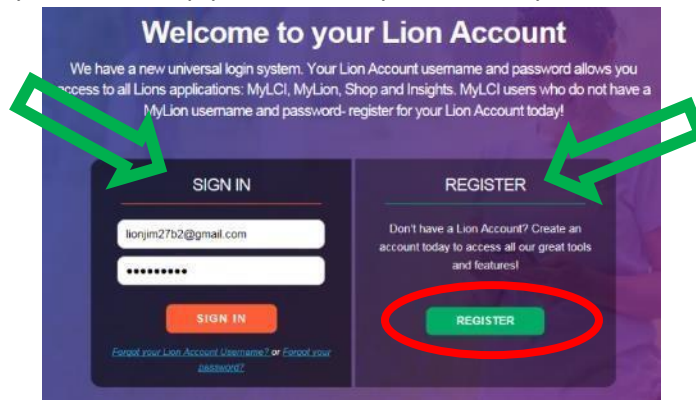 Welcome to your Lion Account
We have a new universal login system. Your Lion Account username and password allows you
access to all Lions applications: MyLCI, MyLion, Shop and Insights. MyLCI users who do not have a
MyLion username and password- register for your Lion Account today!
SIGN IN
lionjim27b2@gmail.com
•••••••••
SIGN IN
Forgot your Lion Account Username? or Forgot your
password?
REGISTER
Don't have a Lion Account? Create an
account today to access all our great tools
and features!
REGISTER